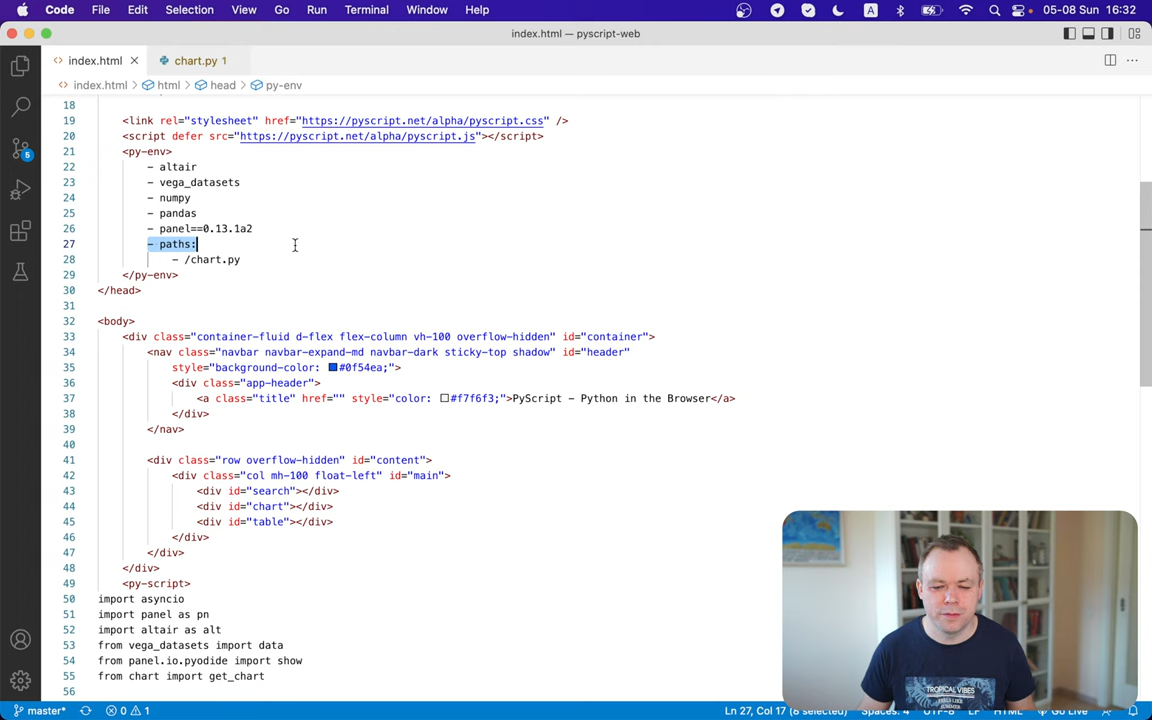 Code File Edit Selection View Go Run Terminal Window Help A 05-08 Sun 16:32
index.html — pyscript-web
index.html chart.py 1
index.html > html > head > py-env
18
19 <link rel="stylesheet" href="https://pyscript.net/alpha/pyscript.css" />
20 <script defer src="https://pyscript.net/alpha/pyscript.js"></script>
21 <py-env>
22 - altair
23 - vega_datasets
24 - numpy
25 - pandas
26 - panel==0.13.1a2
27 - paths:
28 - /chart.py
29 </py-env>
30 </head>
31
32 <body>
33 <div class="container-fluid d-flex flex-column vh-100 overflow-hidden" id="container">
34 <nav class="navbar navbar-expand-md navbar-dark sticky-top shadow" id="header"
35 style="background-color: #0f54ea;">
36 <div class="app-header">
37 <a class="title" href="" style="color: #f7f6f3;">PyScript - Python in the Browser</a>
38 </div>
39 </nav>
40
41 <div class="row overflow-hidden" id="content">
42 <div class="col mh-100 float-left" id="main">
43 <div id="search"></div>
44 <div id="chart"></div>
45 <div id="table"></div>
46 </div>
47 </div>
48 </div>
49 <py-script>
50 import asyncio
51 import panel as pn
52 import altair as alt
53 from vega_datasets import data
54 from panel.io.pyodide import show
55 from chart import get_chart
56
5
TROPICAL VIBES
master* 0 1 Ln 27, Col 17 (8 selected) Spaces: 4 UTF-8 LF HTML Go Live